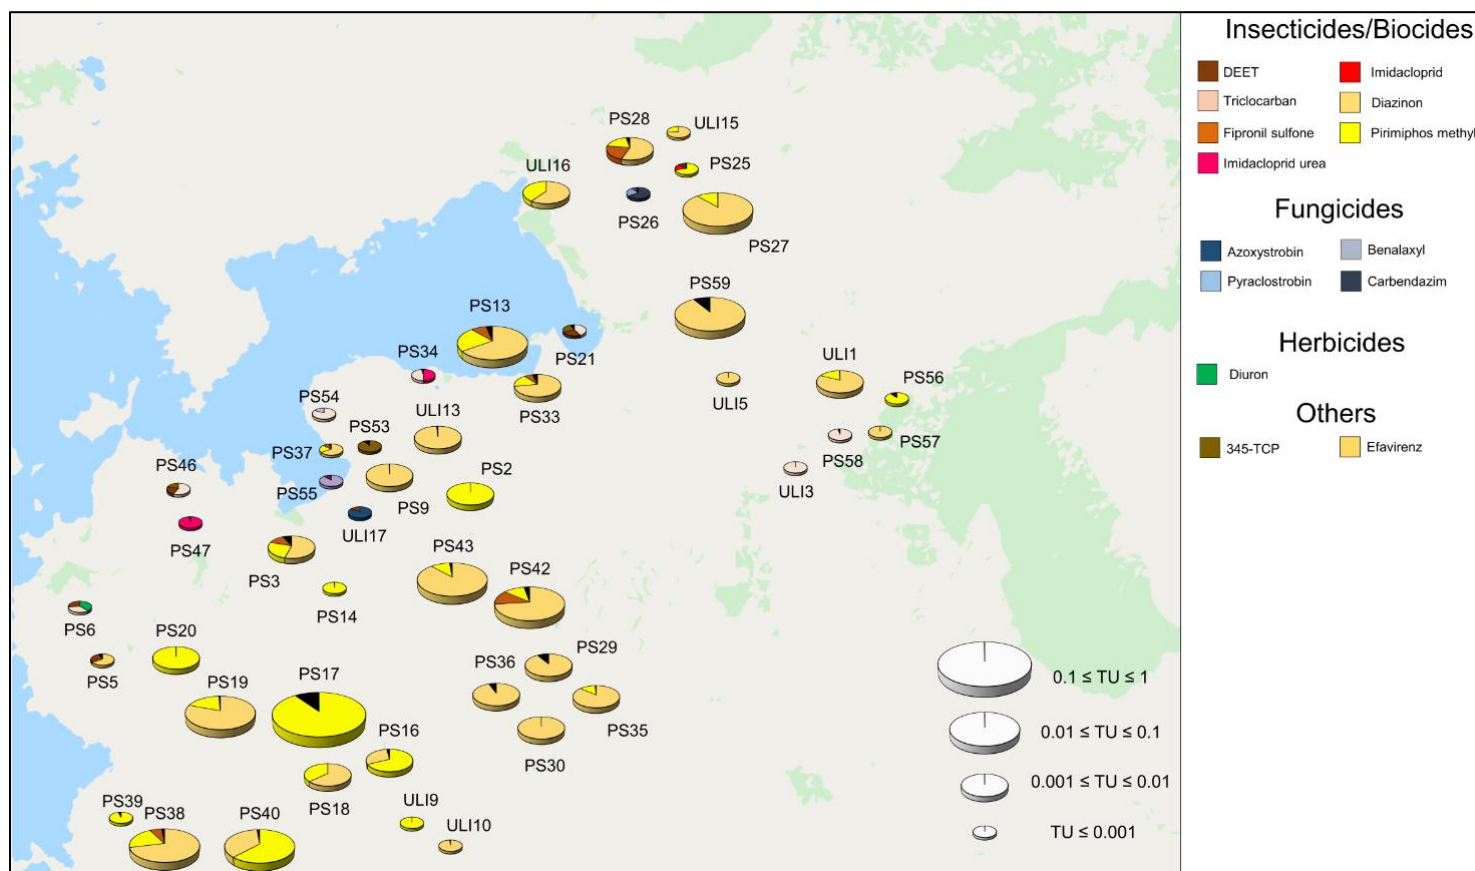 Insecticides/Biocides
DEET
Imidacloprid
Triclocarban
Diazinon
Fipronil sulfone
Pirimiphos methyl
Imidacloprid urea
Fungicides
Azoxystrobin
Benalaxyl
Pyraclostrobin
Carbendazim
Herbicides
Diuron
Others
345-TCP
Efavirenz
PS28
ULI15
ULI16
PS25
PS26
PS27
PS59
PS13
PS21
PS34
ULI1
PS56
ULI5
PS33
PS54
ULI13
PS53
PS57
PS37
PS58
PS46
PS2
ULI3
PS55
PS9
PS47
ULI17
PS43
PS42
PS3
PS14
PS6
PS20
PS29
PS36
PS5
PS17
PS19
PS35
PS16
PS30
PS18
PS39
PS38
PS40
ULI9
ULI10
0.1 ≤ TU ≤ 1
0.01 ≤ TU ≤ 0.1
0.001 ≤ TU ≤ 0.01
TU ≤ 0.001